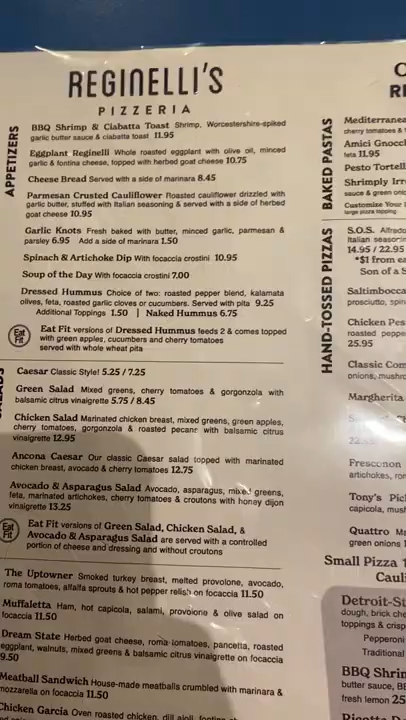 REGINELLI'S
PIZZERIA
APPETIZERS
BBQ Shrimp & Ciabatta Toast Shrimp, Worcestershire-spiked
garlic butter sauce & ciabatta toast 11.95
Eggplant Reginelli Whole roasted eggplant with olive oil, minced
garlic & fontina cheese, topped with herbed goat cheese 10.75
Cheese Bread Served with a side of marinara 8.45
Parmesan Crusted Cauliflower Roasted cauliflower drizzled with
garlic butter, stuffed with Italian seasoning & served with a side of herbed
goat cheese 10.95
Garlic Knots Fresh baked with butter, minced garlic, parmesan &
parsley 6.95 Add a side of marinara 1.50
Spinach & Artichoke Dip With focaccia crostini 10.95
Soup of the Day With focaccia crostini 7.00
Dressed Hummus Choice of two: roasted pepper blend, kalamata
olives, feta, roasted garlic cloves or cucumbers. Served with pita 9.25
Additional Toppings 1.50 | Naked Hummus 6.75
Eat Fit
Eat Fit versions of Dressed Hummus feeds 2 & comes topped
with green apples, cucumbers and cherry tomatoes
served with whole wheat pita
Caesar Classic Style! 5.25 / 7.25
Green Salad Mixed greens, cherry tomatoes & gorgonzola with
balsamic citrus vinaigrette 5.75 / 8.45
Chicken Salad Marinated chicken breast, mixed greens, green apples,
cherry tomatoes, gorgonzola & roasted pecans with balsamic citrus
vinaigrette 12.95
Ancona Caesar Our classic Caesar salad topped with marinated
chicken breast, avocado & cherry tomatoes 12.75
Avocado & Asparagus Salad Avocado, asparagus, mixed greens,
feta, marinated artichokes, cherry tomatoes & croutons with honey dijon
vinaigrette 13.25
Eat Fit
Eat Fit versions of Green Salad, Chicken Salad, &
Avocado & Asparagus Salad are served with a controlled
portion of cheese and dressing and without croutons
The Uptowner Smoked turkey breast, melted provolone, avocado,
roma tomatoes, alfalfa sprouts & hot pepper relish on focaccia 11.50
Muffaletta Ham, hot capicola, salami, provolone & olive salad on
focaccia 11.50
Dream State Herbed goat cheese, roma tomatoes, pancetta, roasted
eggplant, walnuts, mixed greens & balsamic citrus vinaigrette on focaccia
9.50
Meatball Sandwich House-made meatballs crumbled with marinara &
mozzarella on focaccia 11.50
Chicken Garcia Oven roasted chicken, dill aioli,
BAKED PASTAS
Mediterranea
cherry tomatoes &
Amici Gnocc
feta 11.95
Pesto Tortell
Shrimply Irr
sauce & green onio
Customize Your
large pizza topping
HAND-TOSSED PIZZAS
S.O.S. Alfredo
Italian seasonin
14.95 / 22.95
*$1 from ea
Son of a S
Saltimbocca
prosciutto, spin
Chicken Pes
roasted peppe
25.95
Classic Com
onions, mushro
Margherita
22.95
Fresconon
artichokes, ro
Tony's Pic
capicola, mus
Quattro Ma
green onions
Small Pizza 1
Cauli
Detroit-St
dough, brick che
toppings & crisp
Pepperoni
Traditional
BBQ Shrim
butter sauce, BB
fresh lemon 25